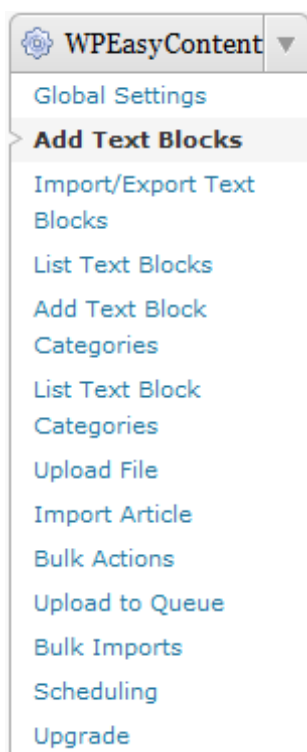 WPEasyContent
Global Settings
Add Text Blocks
Import/Export Text
Blocks
List Text Blocks
Add Text Block
Categories
List Text Block
Categories
Upload File
Import Article
Bulk Actions
Upload to Queue
Bulk Imports
Scheduling
Upgrade